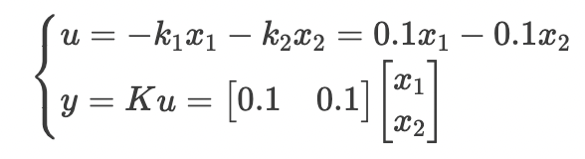 u = −k₁x₁ − k₂x₂ = 0.1x₁ − 0.1x₂
y = Ku = [0.1 0.1] [x₁
x₂]